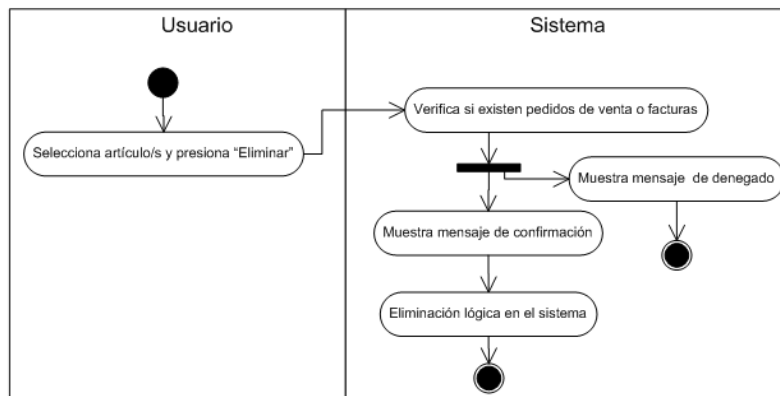 Usuario
Sistema
Verifica si existen pedidos de venta o facturas
Selecciona artículo/s y presiona “Eliminar”
Muestra mensaje  de denegado
Muestra mensaje de confirmación
Eliminación lógica en el sistema